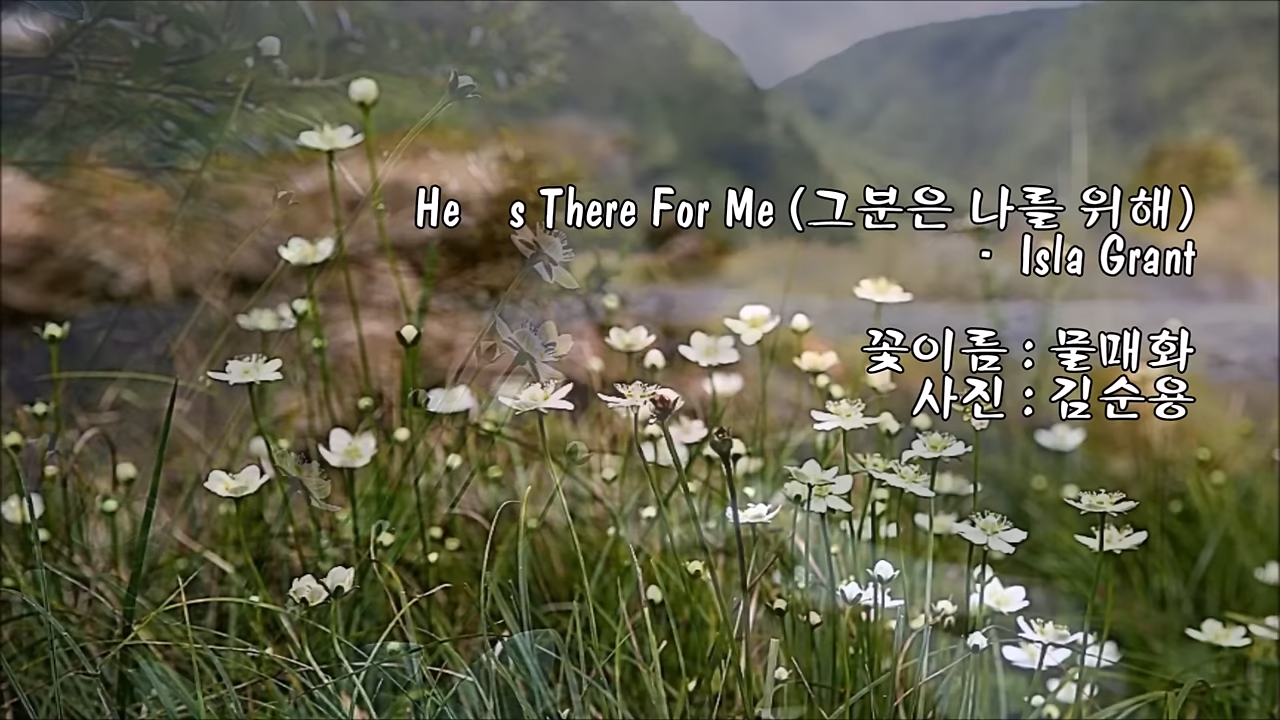 He s There For Me (그분은 나를 위해)
- Isla Grant
꽃이름 : 물매화
사진 : 김순용